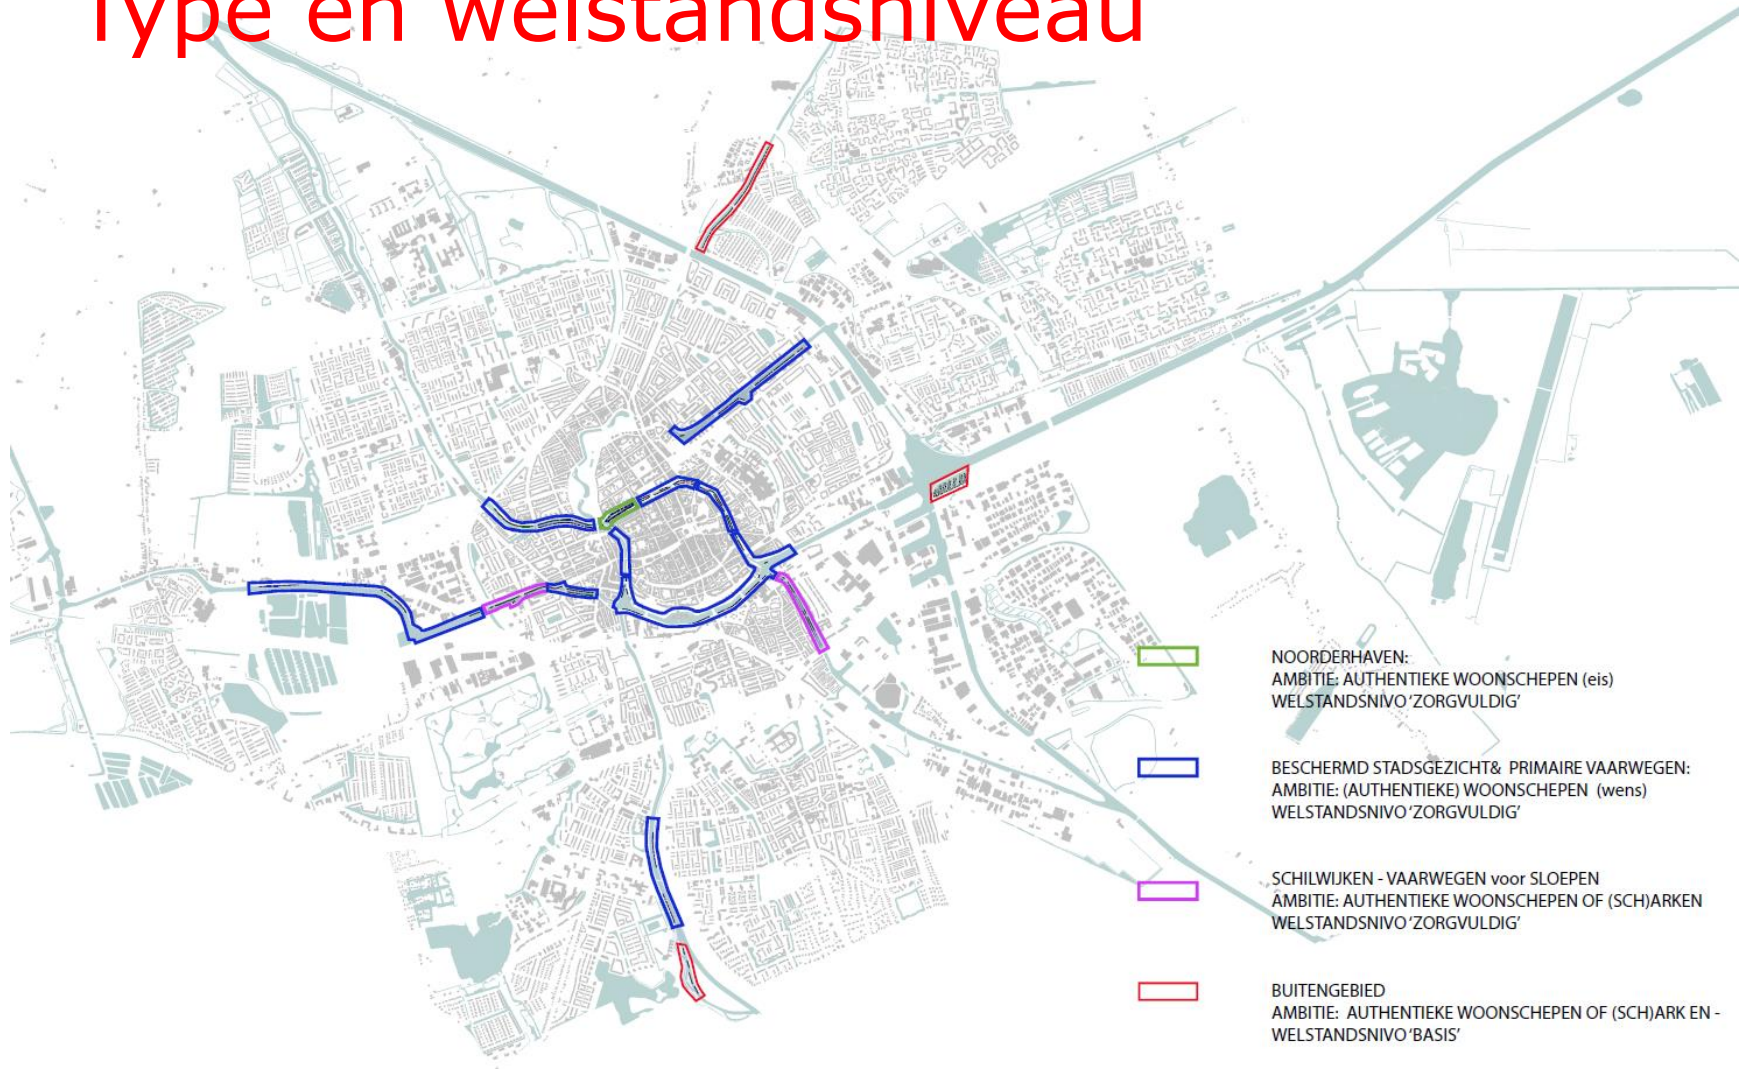 Type en welstandsniveau
NOORDERHAVEN:
AMBITIE: AUTHENTIEKE WOONSCHEPEN (eis)
WELSTANDSNIVO 'ZORGVULDIG'
BESCHERMD STADSGEZICHT& PRIMAIRE VAARWEGEN:
AMBITIE: (AUTHENTIEKE) WOONSCHEPEN (wens)
WELSTANDSNIVO 'ZORGVULDIG'
SCHILWIJKEN - VAARWEGEN voor SLOEPEN
AMBITIE: AUTHENTIEKE WOONSCHEPEN OF (SCH)ARKEN
WELSTANDSNIVO 'ZORGVULDIG'
BUITENGEBIED
AMBITIE: AUTHENTIEKE WOONSCHEPEN OF (SCH)ARK EN -
WELSTANDSNIVO 'BASIS'